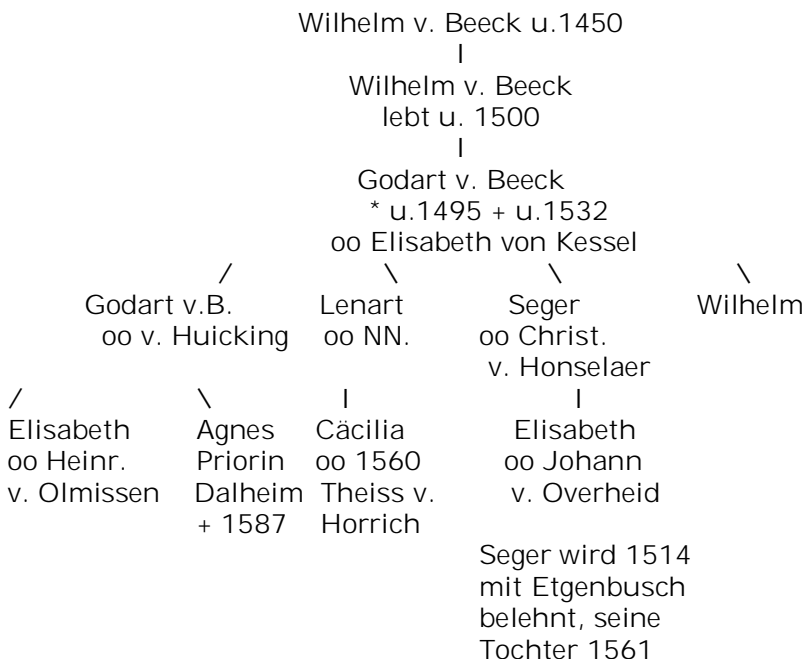 Wilhelm v. Beeck u.1450
I
Wilhelm v. Beeck
lebt u. 1500
I
Godart v. Beeck
* u.1495 + u.1532
oo Elisabeth von Kessel
/ \ \ \
Godart v.B. Lenart Seger Wilhelm
oo v. Huicking oo NN. oo Christ.
v. Honselaer
/ \ I I
Elisabeth Agnes Cäcilia Elisabeth
oo Heinr. Priorin oo 1560 oo Johann
v. Olmissen Dalheim Theiss v. v. Overheid
+ 1587 Horrich
Seger wird 1514
mit Etgenbusch
belehnt, seine
Tochter 1561